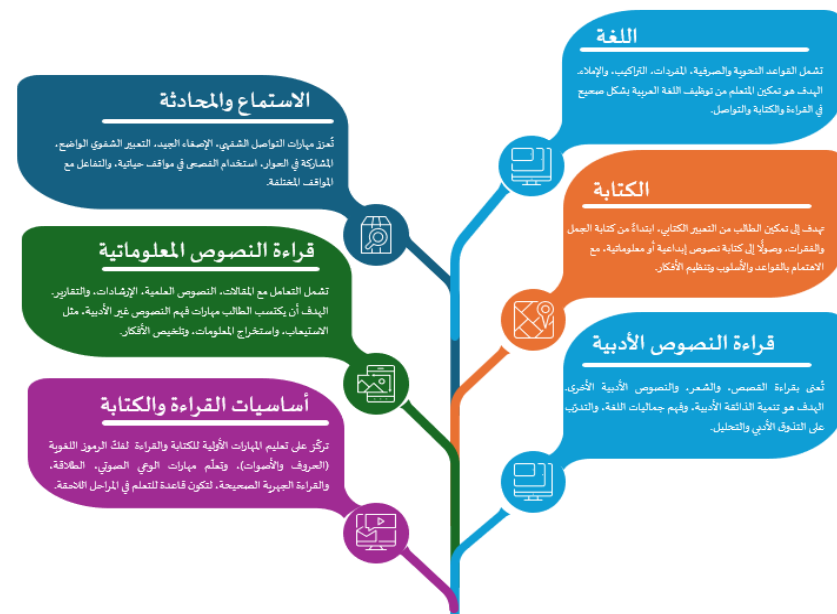 اللغة
تشمل القواعد النحوية والصرفية، المفردات، التراكيب، والإملاء.
الهدف هو تمكين المتعلم من توظيف اللغة العربية بشكل صحيح
في القراءة والكتابة والتواصل.
الاستماع والمحادثة
تُعزز مهارات التواصل الشفهي، الإصغاء الجيد، التعبير الشفوي الواضح،
المشاركة في الحوار، استخدام الفصحى في مواقف حياتية، والتفاعل مع
المواقف المختلفة.
الكتابة
تهدف إلى تمكين الطالب من التعبير الكتابي، ابتداءً من كتابة الجمل
والفقرات، وصولًا إلى كتابة نصوص إبداعية أو معلوماتية، مع
الاهتمام بالقواعد والأسلوب وتنظيم الأفكار.
قراءة النصوص المعلوماتية
تشمل التعامل مع المقالات، النصوص العلمية، الإرشادات، والتقارير.
الهدف أن يكتسب الطالب مهارات فهم النصوص غير الأدبية، مثل
الاستيعاب، واستخراج المعلومات، وتلخيص الأفكار.
قراءة النصوص الأدبية
تُعنى بقراءة القصص، والشعر، والنصوص الأدبية الأخرى.
الهدف هو تنمية الذائقة الأدبية، وفهم جماليات اللغة، والتدرّب
على التذوق الأدبي والتحليل.
أساسيات القراءة والكتابة
تركّز على تعليم المهارات الأولية للكتابة والقراءة لفكّ الرموز اللغوية
(الحروف والأصوات)، وتعلّم مهارات الوعي الصوتي، الطلاقة،
والقراءة الجهرية الصحيحة، لتكون قاعدة للتعلم في المراحل اللاحقة.